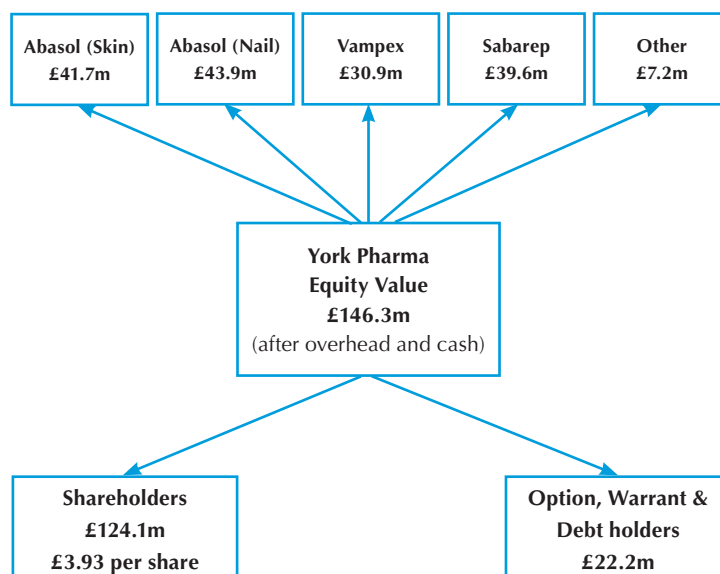 Abasol (Skin)
£41.7m
Abasol (Nail)
£43.9m
Vampex
£30.9m
Sabarep
£39.6m
Other
£7.2m
York Pharma
Equity Value
£146.3m
(after overhead and cash)
Shareholders
£124.1m
£3.93 per share
Option, Warrant &
Debt holders
£22.2m